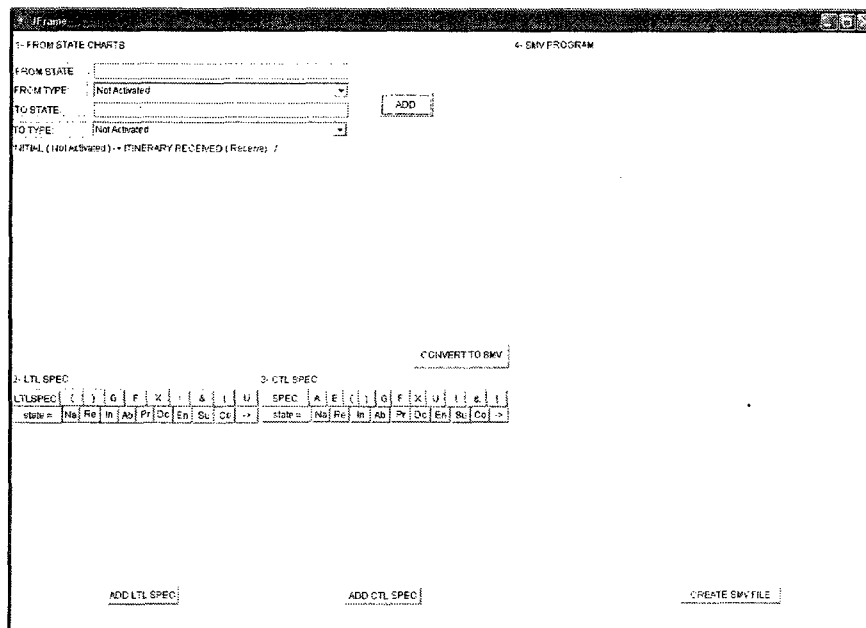 JFrame
1- FROM STATE CHARTS
4- SMV PROGRAM
FROM STATE
FROM TYPE: Not Activated
ADD
TO STATE:
TO TYPE: Not Activated
INITIAL ( Not Activated ) -> ITINERARY RECEIVED ( Receive) /
CONVERT TO SMV
2- LTL SPEC
3- CTL SPEC
LTLSPEC ( ) G F X ! & | U
SPEC A E ( ) G F X U ! & |
state = Na Re In Ab Pr Do En Su Co ->
state = Na Re In Ab Pr Do En Su Co ->
ADD LTL SPEC
ADD CTL SPEC
CREATE SMV FILE